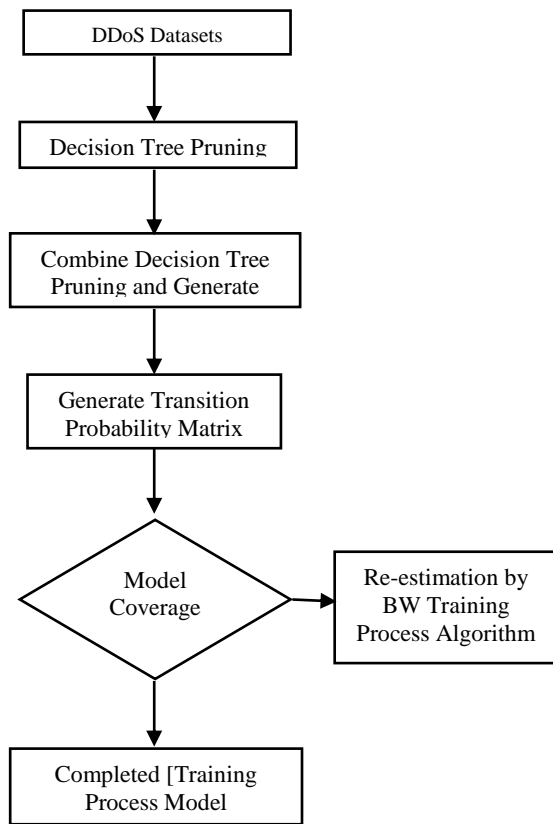 DDoS Datasets
Decision Tree Pruning
Combine Decision Tree
Pruning and Generate
Generate Transition
Probability Matrix
Model
Coverage
Re-estimation by
BW Training
Process Algorithm
Completed [Training
Process Model